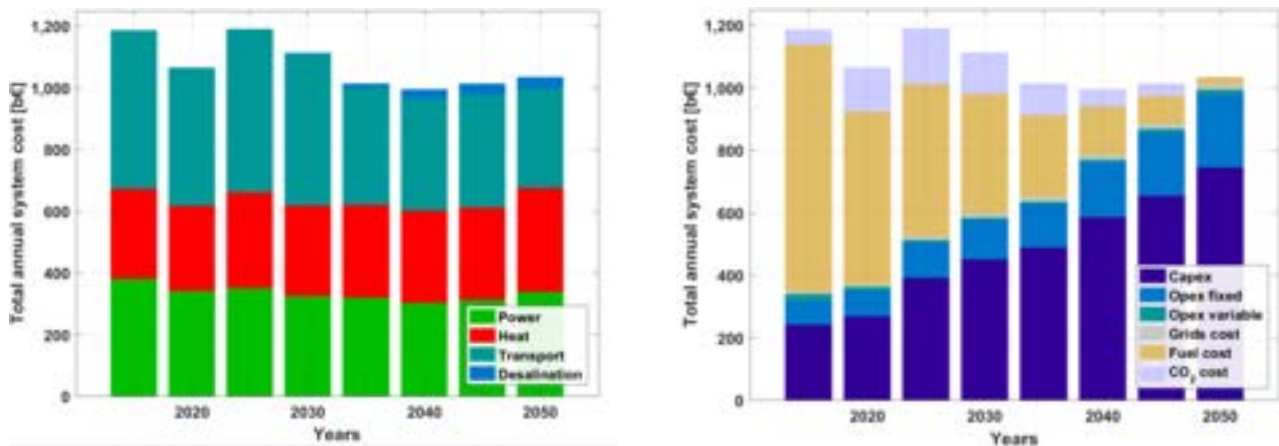 Total annual system cost [b€]
1,200
1,000
800
600
400
200
0
2020
2030
2040
2050
Years
Power
Heat
Transport
Desalination
Total annual system cost [b€]
1,200
1,000
800
600
400
200
0
2020
2030
2040
2050
Years
Capex
Opex fixed
Opex variable
Grids cost
Fuel cost
CO₂ cost